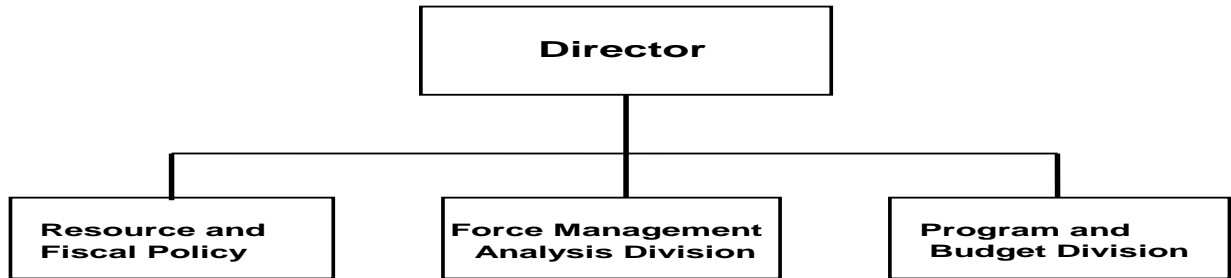 Director
Resource and
Fiscal Policy
Force Management
Analysis Division
Program and
Budget Division